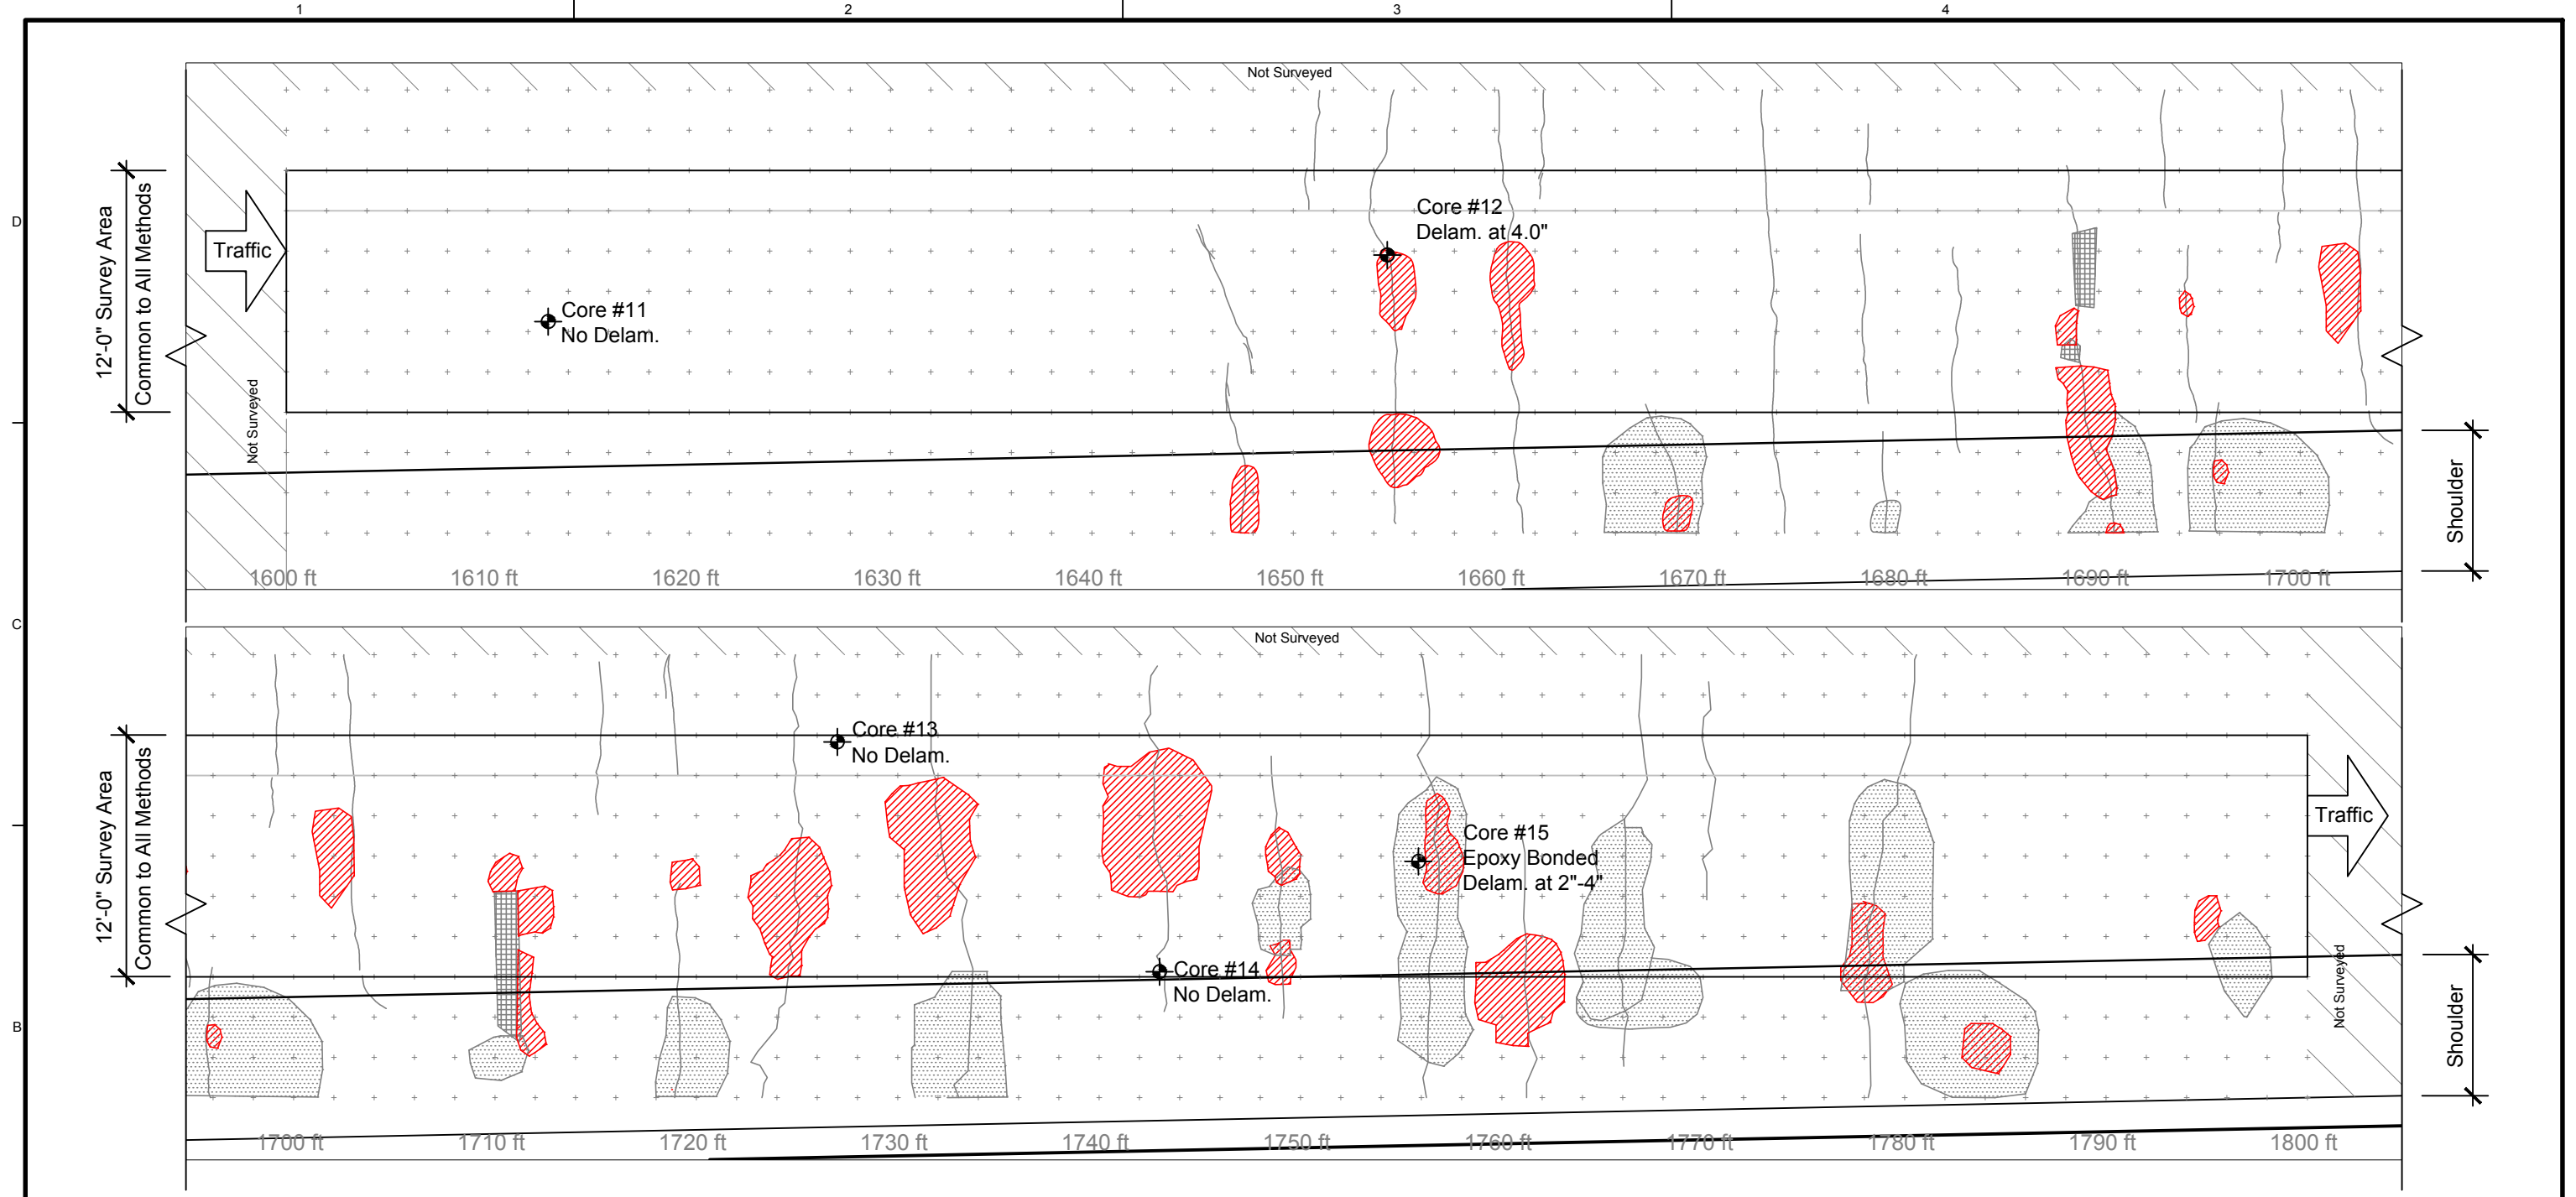 1 2 3 4
Not Surveyed
D
12'-0" Survey Area
Common to All Methods
Traffic
Not Surveyed
Core #11
No Delam.
Core #12
Delam. at 4.0"
Shoulder
1600 ft 1610 ft 1620 ft 1630 ft 1640 ft 1650 ft 1660 ft 1670 ft 1680 ft 1690 ft 1700 ft
C
Not Surveyed
12'-0" Survey Area
Common to All Methods
Core #13
No Delam.
Core #14
No Delam.
Core #15
Epoxy Bonded
Delam. at 2"-4"
Traffic
Not Surveyed
B
Shoulder
1700 ft 1710 ft 1720 ft 1730 ft 1740 ft 1750 ft 1760 ft 1770 ft 1780 ft 1790 ft 1800 ft